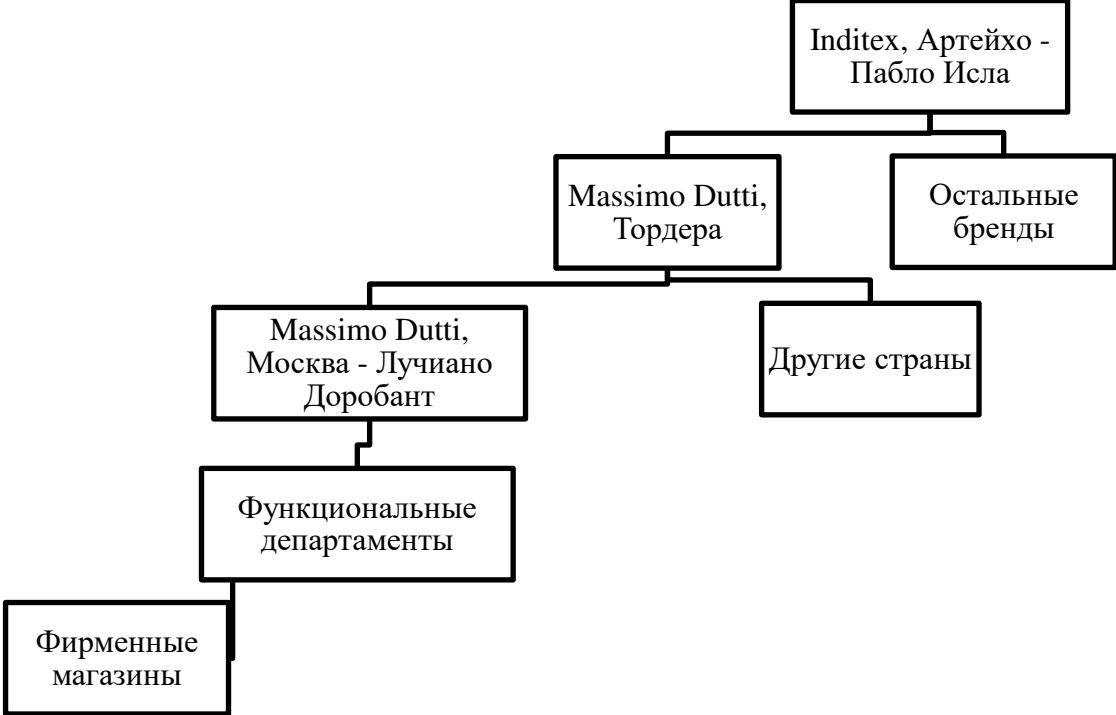 Inditex, Артейхо -
Пабло Исла
Massimo Dutti,
Тордера
Остальные
бренды
Massimo Dutti,
Москва - Лучиано
Доробант
Другие страны
Функциональные
департаменты
Фирменные
магазины